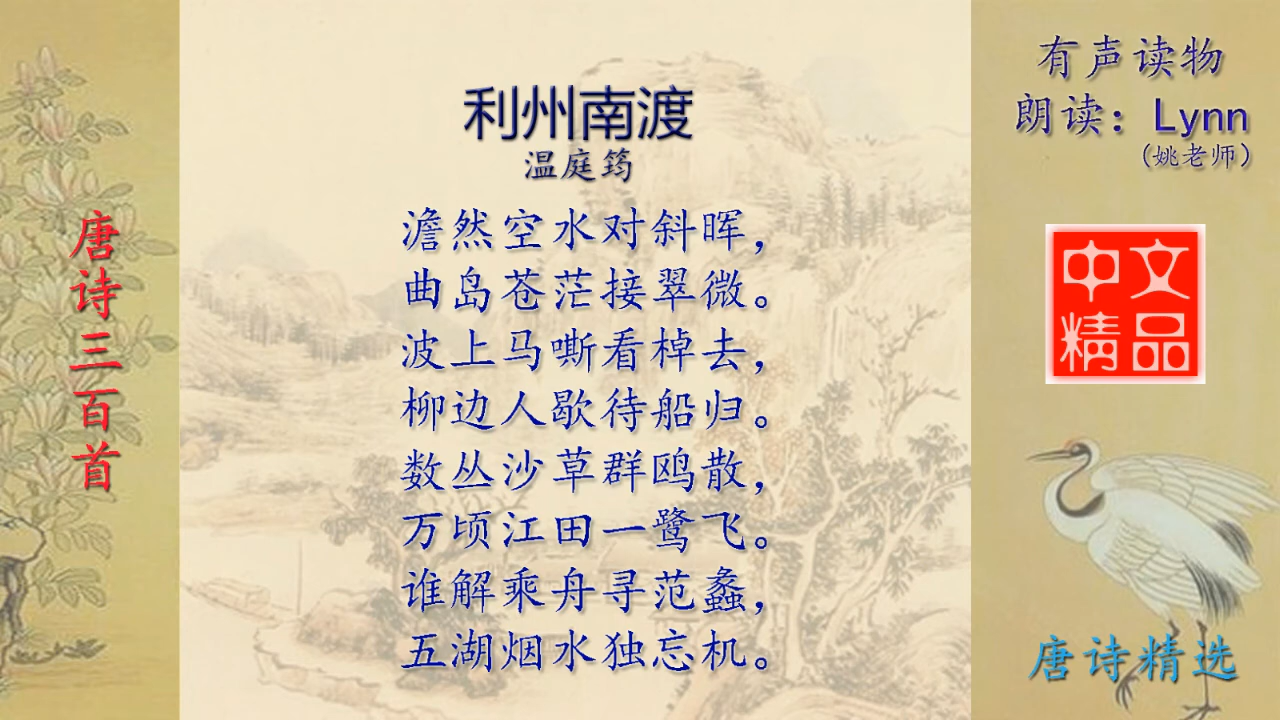 唐诗三百首
利州南渡
温庭筠
澹然空水对斜晖，
曲岛苍茫接翠微。
波上马嘶看棹去，
柳边人歇待船归。
数丛沙草群鸥散，
万顷江田一鹭飞。
谁解乘舟寻范蠡，
五湖烟水独忘机。
有声读物
朗读：Lynn
（姚老师）
中文
精品
唐诗精选